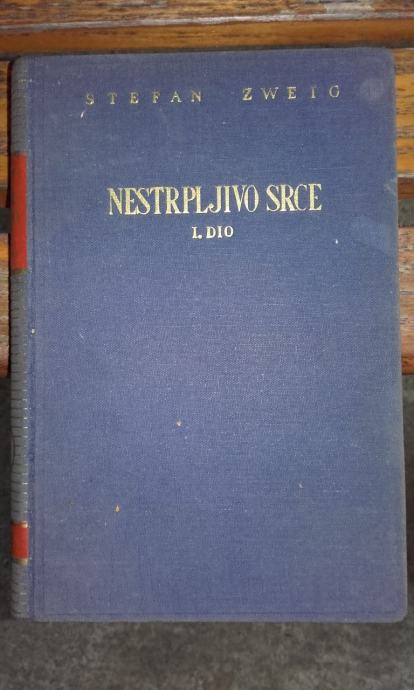 STEFAN ZWEIG
NESTRPLJIVO SRCE
I. DIO